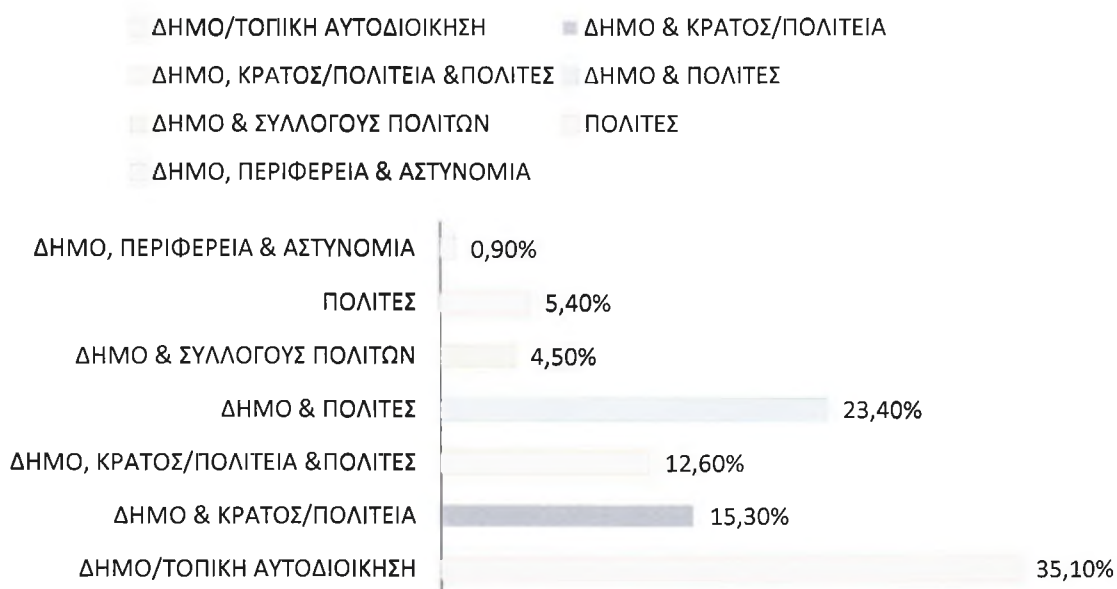 ΔΗΜΟ/ΤΟΠΙΚΗ ΑΥΤΟΔΙΟΙΚΗΣΗ ΔΗΜΟ & ΚΡΑΤΟΣ/ΠΟΛΙΤΕΙΑ
ΔΗΜΟ, ΚΡΑΤΟΣ/ΠΟΛΙΤΕΙΑ &ΠΟΛΙΤΕΣ ΔΗΜΟ & ΠΟΛΙΤΕΣ
ΔΗΜΟ & ΣΥΛΛΟΓΟΥΣ ΠΟΛΙΤΩΝ ΠΟΛΙΤΕΣ
ΔΗΜΟ, ΠΕΡΙΦΕΡΕΙΑ & ΑΣΤΥΝΟΜΙΑ
ΔΗΜΟ, ΠΕΡΙΦΕΡΕΙΑ & ΑΣΤΥΝΟΜΙΑ 0,90%
ΠΟΛΙΤΕΣ 5,40%
ΔΗΜΟ & ΣΥΛΛΟΓΟΥΣ ΠΟΛΙΤΩΝ 4,50%
ΔΗΜΟ & ΠΟΛΙΤΕΣ 23,40%
ΔΗΜΟ, ΚΡΑΤΟΣ/ΠΟΛΙΤΕΙΑ &ΠΟΛΙΤΕΣ 12,60%
ΔΗΜΟ & ΚΡΑΤΟΣ/ΠΟΛΙΤΕΙΑ 15,30%
ΔΗΜΟ/ΤΟΠΙΚΗ ΑΥΤΟΔΙΟΙΚΗΣΗ 35,10%